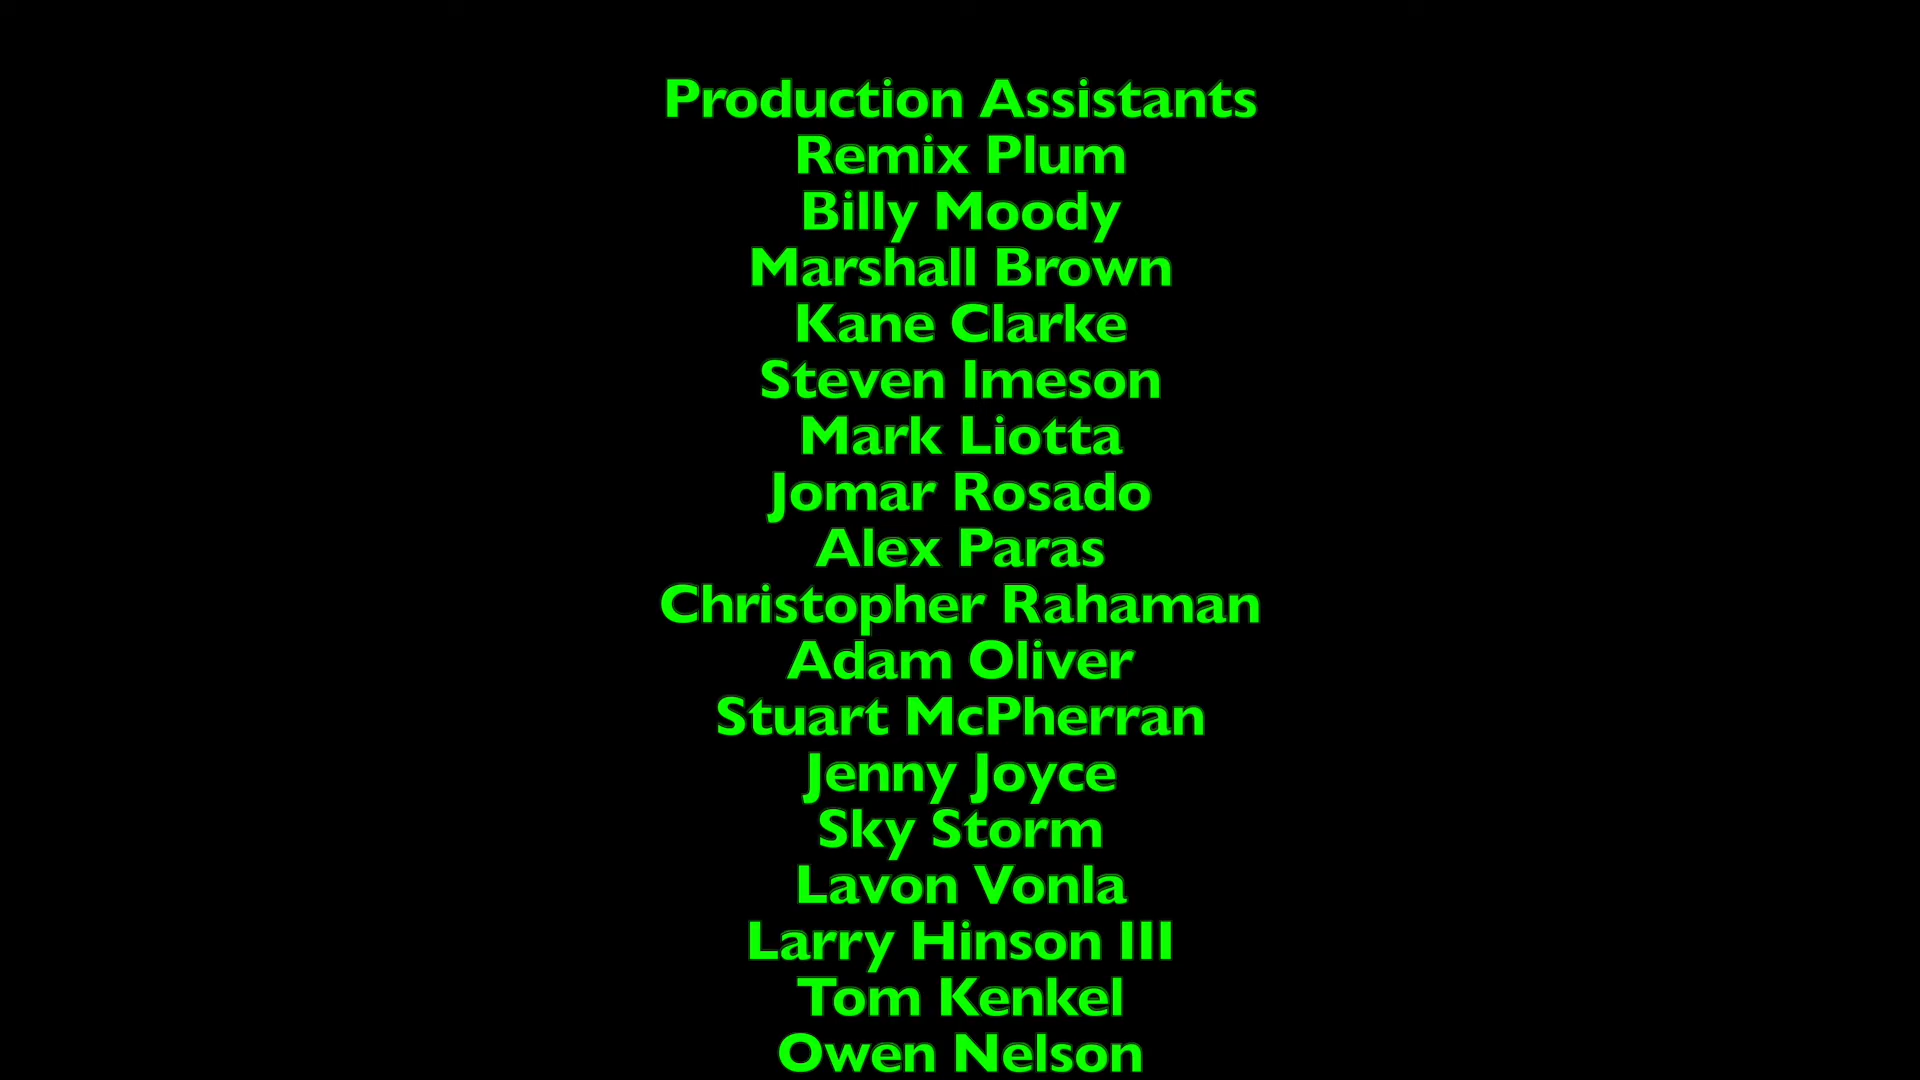 Production Assistants
Remix Plum
Billy Moody
Marshall Brown
Kane Clarke
Steven Imeson
Mark Liotta
Jomar Rosado
Alex Paras
Christopher Rahaman
Adam Oliver
Stuart McPherran
Jenny Joyce
Sky Storm
Lavon Vonla
Larry Hinson III
Tom Kenkel
Owen Nelson